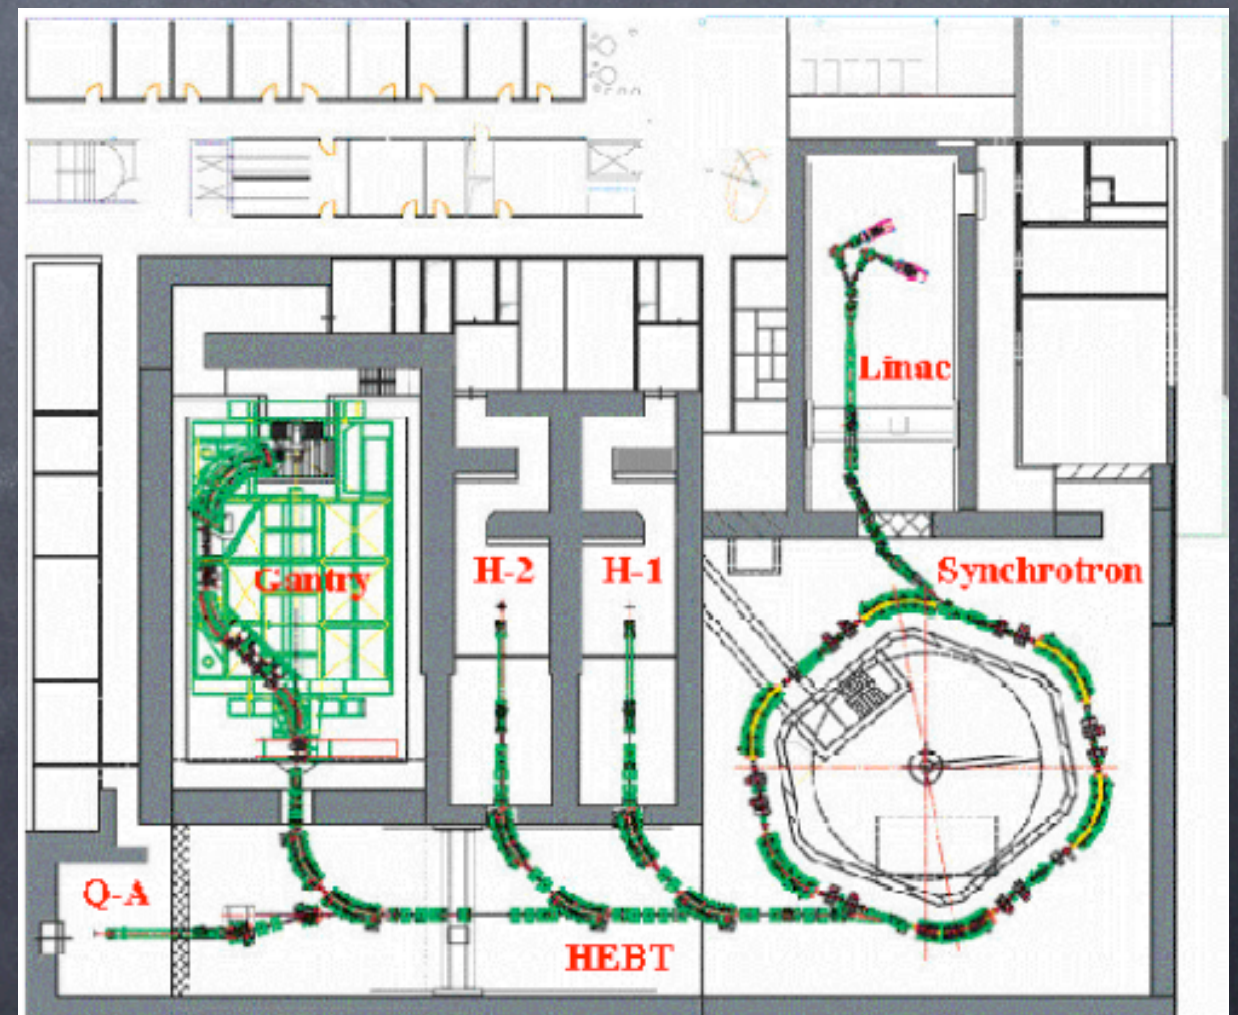 Linac
Gantry
H-2
H-1
Synchrotron
Q-A
HEBT